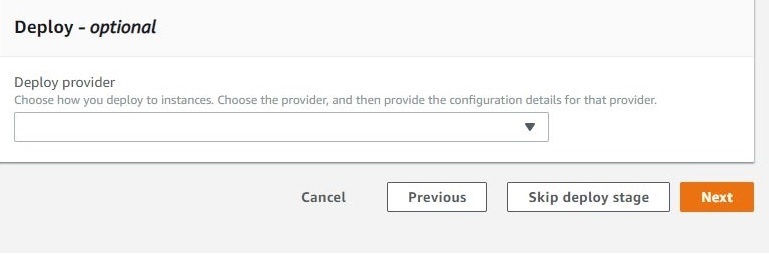 Deploy - optional
Deploy provider
Choose how you deploy to instances. Choose the provider, and then provide the configuration details for that provider.
Cancel Previous Skip deploy stage Next